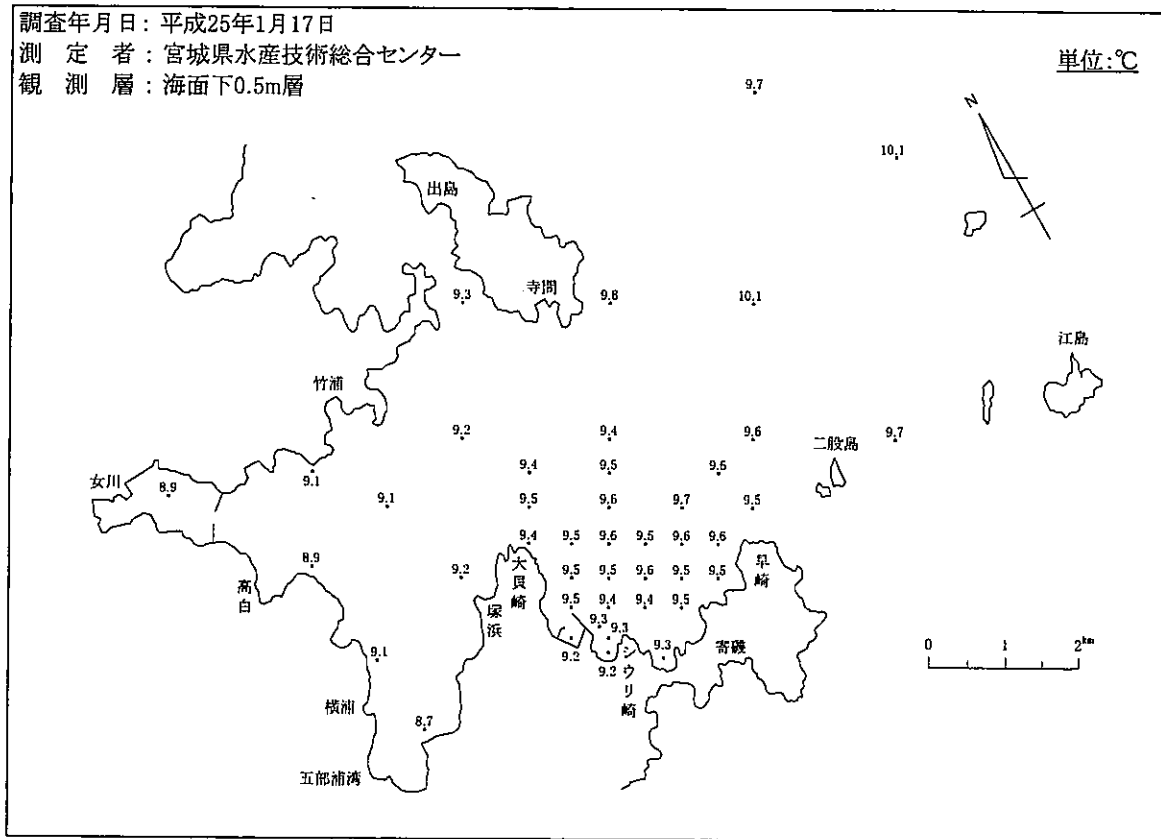 調査年月日：平成25年1月17日
測定者：宮城県水産技術総合センター
観測層：海面下0.5m層
単位:℃
9.7
N
10.1
出島
寺間
9.3
9.8
10.1
江島
竹浦
9.2
9.4
9.6
二股島
9.7
女川
8.9
9.1
9.4
9.5
9.6
9.1
9.5
9.6
9.7
9.5
9.4
9.5
9.6
9.5
9.6
9.6
8.9
9.2
9.5
9.5
9.6
9.5
9.5
高白
塚浜
大貝崎
早崎
9.5
9.4
9.4
9.5
9.3
9.3
9.2
9.2
9.3
シウリ崎
寄磯
9.1
横浦
8.7
五部浦湾
0 1 2km